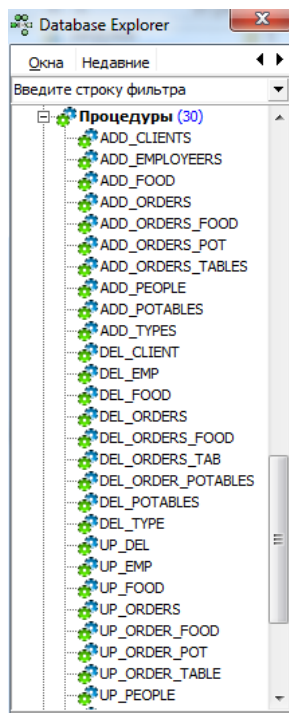 Database Explorer
Окна Недавние
Введите строку фильтра
Процедуры (30)
ADD_CLIENTS
ADD_EMPLOYEERS
ADD_FOOD
ADD_ORDERS
ADD_ORDERS_FOOD
ADD_ORDERS_POT
ADD_ORDERS_TABLES
ADD_PEOPLE
ADD_POTABLES
ADD_TYPES
DEL_CLIENT
DEL_EMP
DEL_FOOD
DEL_ORDERS
DEL_ORDERS_FOOD
DEL_ORDERS_TAB
DEL_ORDER_POTABLES
DEL_POTABLES
DEL_TYPE
UP_DEL
UP_EMP
UP_FOOD
UP_ORDERS
UP_ORDER_FOOD
UP_ORDER_POT
UP_ORDER_TABLE
UP_PEOPLE